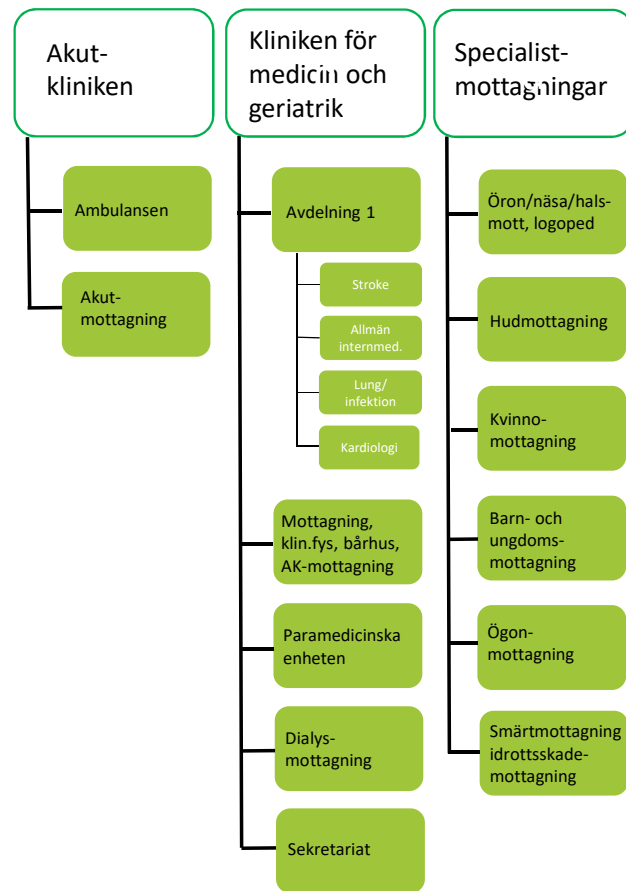 Akut-
kliniken
Ambulansen
Akut-
mottagning
Kliniken för
medicin och
geriatrik
Avdelning 1
Stroke
Allmän
internmed.
Lung/
infektion
Kardiologi
Mottagning,
klin.fys, bårhus,
AK-mottagning
Paramedicinska
enheten
Dialys-
mottagning
Sekretariat
Specialist-
mottagningar
Öron/näsa/hals-
mott, logoped
Hudmottagning
Kvinno-
mottagning
Barn- och
ungdoms-
mottagning
Ögon-
mottagning
Smärtmottagning
idrottsskade-
mottagning